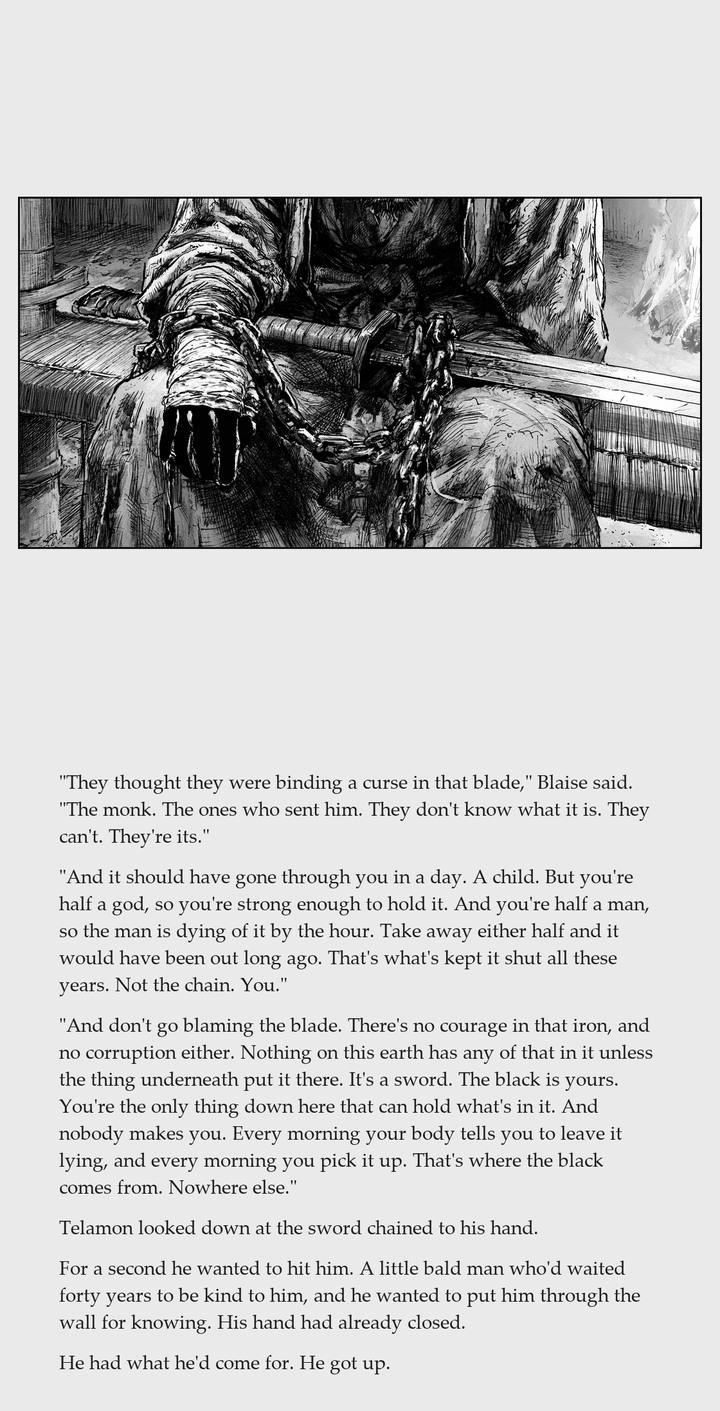 "They thought they were binding a curse in that blade," Blaise said.
"The monk. The ones who sent him. They don't know what it is. They
can't. They're its."
"And it should have gone through you in a day. A child. But you're
half a god, so you're strong enough to hold it. And you're half a man,
so the man is dying of it by the hour. Take away either half and it
would have been out long ago. That's what's kept it shut all these
years. Not the chain. You."
"And don't go blaming the blade. There's no courage in that iron, and
no corruption either. Nothing on this earth has any of that in it unless
the thing underneath put it there. It's a sword. The black is yours.
You're the only thing down here that can hold what's in it. And
nobody makes you. Every morning your body tells you to leave it
lying, and every morning you pick it up. That's where the black
comes from. Nowhere else."
Telamon looked down at the sword chained to his hand.
For a second he wanted to hit him. A little bald man who'd waited
forty years to be kind to him, and he wanted to put him through the
wall for knowing. His hand had already closed.
He had what he'd come for. He got up.